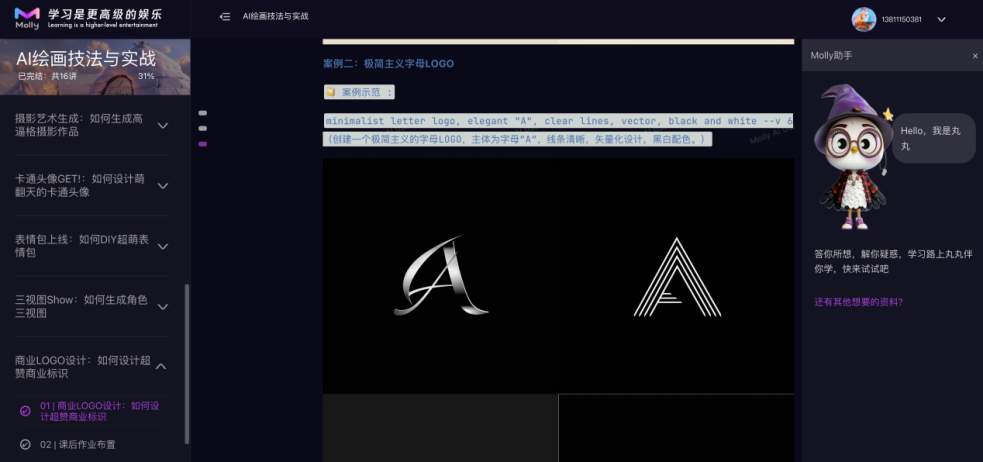 Molly
学习是更高级的娱乐
Learning is a higher-level entertainment
AI绘画技法与实战
13811150381
AI绘画技法与实战
已完结：共16讲
31%
摄影艺术生成：如何生成高
逼格摄影作品
卡通头像GET!：如何设计萌
翻天的卡通头像
表情包上线：如何DIY超萌表
情包
三视图Show：如何生成角色
三视图
商业LOGO设计：如何设计超
赞商业标识
01 | 商业LOGO设计：如何设
计超赞商业标识
02 | 课后作业布置
案例二：极简主义字母LOGO
案例示范 ：
minimalist letter logo, elegant "A", clear lines, vector, black and white --v 6
(创建一个极简主义的字母LOGO，主体为字母"A"，线条清晰，矢量化设计，黑白配色。)
A
A
Molly助手
×
Hello，我是丸
丸
答你所想，解你疑惑，学习路上丸丸伴
你学，快来试试吧
还有其他想要的资料?